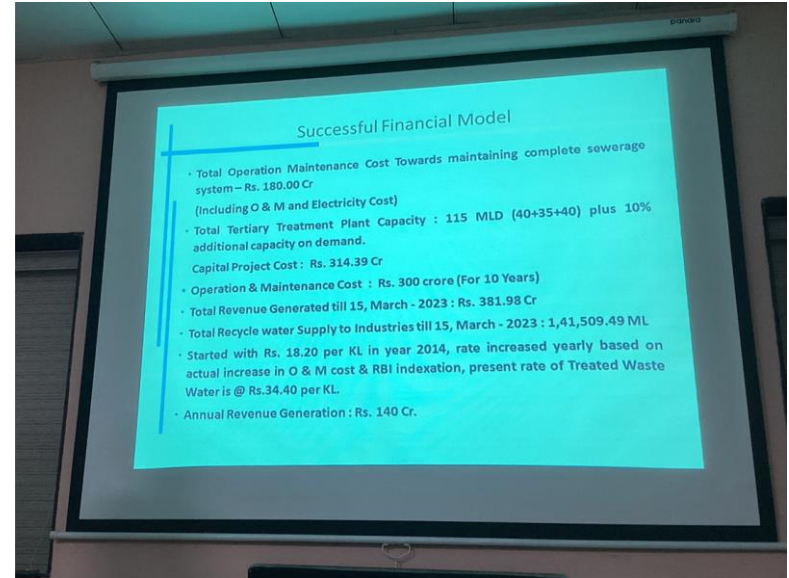 panara
Successful Financial Model
• Total Operation Maintenance Cost Towards maintaining complete sewerage
system – Rs. 180.00 Cr
(Including O & M and Electricity Cost)
• Total Tertiary Treatment Plant Capacity : 115 MLD (40+35+40) plus 10%
additional capacity on demand.
Capital Project Cost : Rs. 314.39 Cr
• Operation & Maintenance Cost : Rs. 300 crore (For 10 Years)
• Total Revenue Generated till 15, March - 2023 : Rs. 381.98 Cr
• Total Recycle water Supply to Industries till 15, March - 2023 : 1,41,509.49 ML
• Started with Rs. 18.20 per KL in year 2014, rate increased yearly based on
actual increase in O & M cost & RBI indexation, present rate of Treated Waste
Water is @ Rs.34.40 per KL.
• Annual Revenue Generation : Rs. 140 Cr.